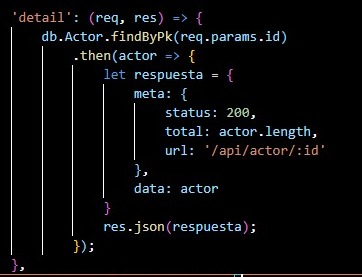 'detail': (req, res) => {
db.Actor.findByPk(req.params.id)
.then(actor => {
let respuesta = {
meta: {
status: 200,
total: actor.length,
url: '/api/actor/:id'
},
data: actor
}
res.json(respuesta);
});
},